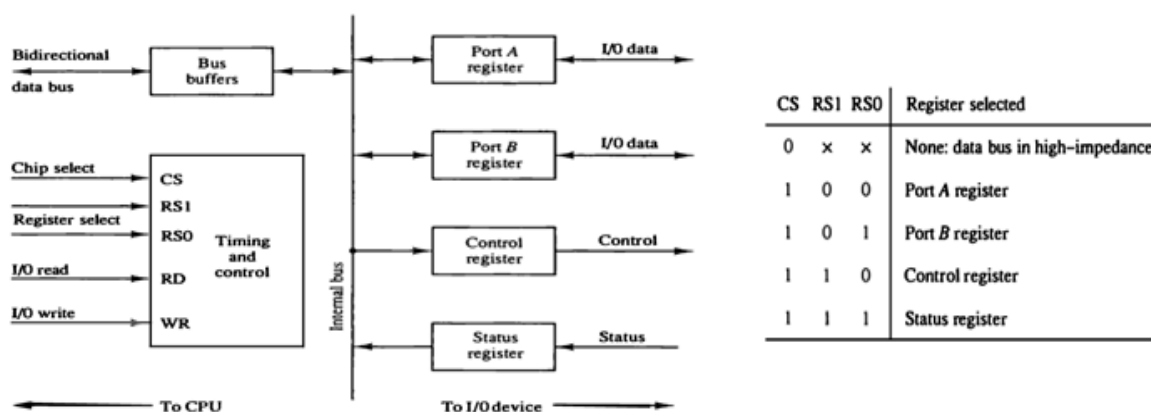 Bidirectional
data bus
Bus
buffers
Port A
register
I/O data
Port B
register
I/O data
Chip select
Register select
I/O read
I/O write
CS
RS1
RS0
RD
WR
Timing
and
control
Internal bus
Control
register
Control
Status
register
Status
To CPU
To I/O device
CS RS1 RS0 Register selected
0 × × None: data bus in high-impedance
1 0 0 Port A register
1 0 1 Port B register
1 1 0 Control register
1 1 1 Status register